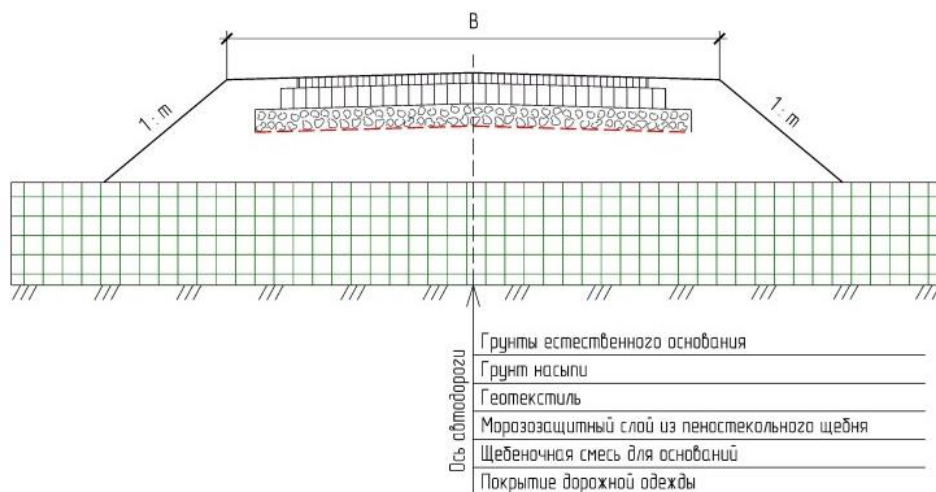 B
1 : m
1 : m
Ось автодороги
Грунты естественного основания
Грунт насыпи
Геотекстиль
Морозозащитный слой из пеностекольного щебня
Щебеночная смесь для оснований
Покрытие дорожной одежды